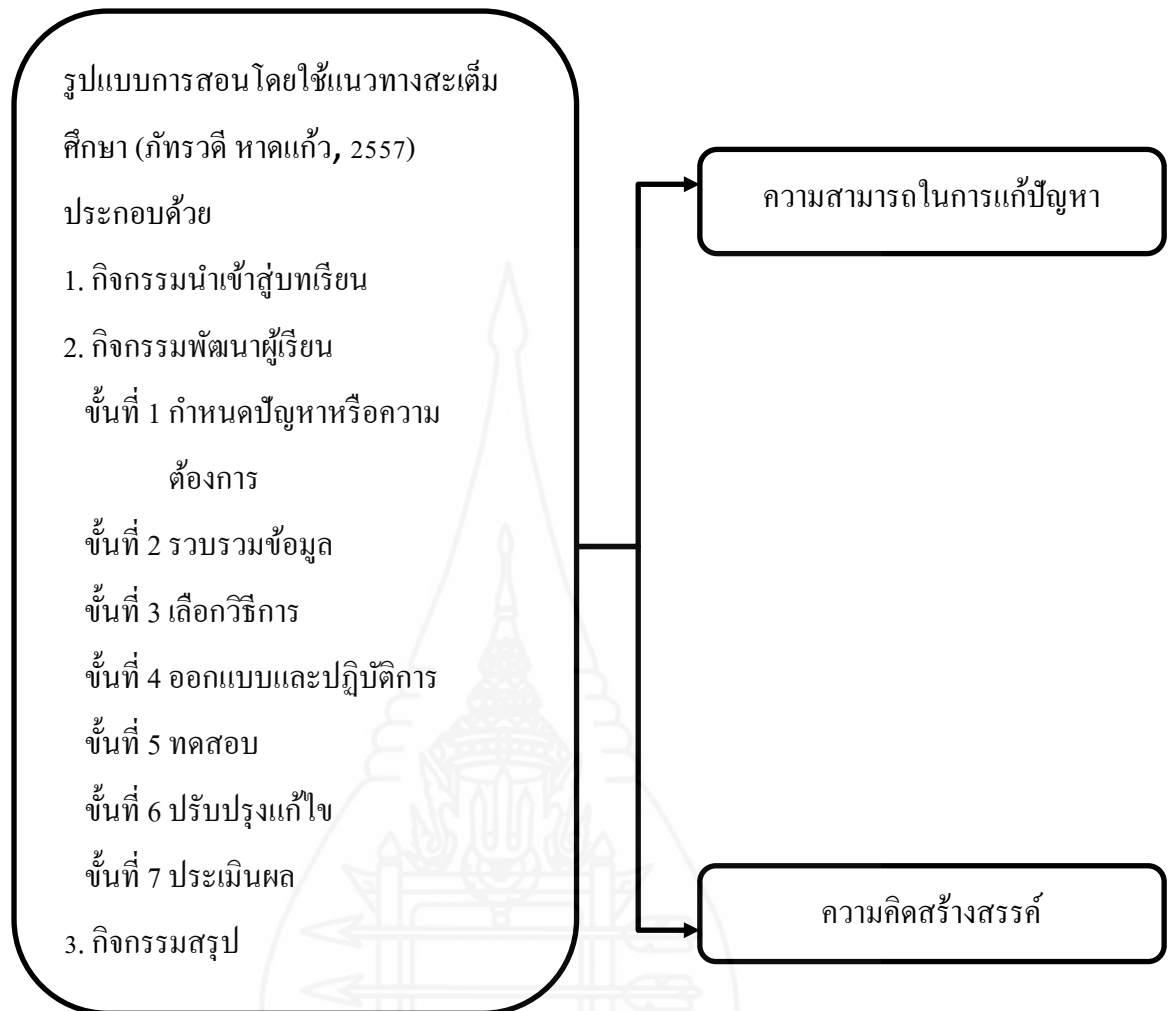 รูปแบบการสอนโดยใช้แนวทางสะเต็ม
ศึกษา (ภัทรวดี หาดแก้ว, 2557)
ประกอบด้วย
1. กิจกรรมนำเข้าสู่บทเรียน
2. กิจกรรมพัฒนาผู้เรียน
ขั้นที่ 1 กำหนดปัญหาหรือความ
ต้องการ
ขั้นที่ 2 รวบรวมข้อมูล
ขั้นที่ 3 เลือกวิธีการ
ขั้นที่ 4 ออกแบบและปฏิบัติการ
ขั้นที่ 5 ทดสอบ
ขั้นที่ 6 ปรับปรุงแก้ไข
ขั้นที่ 7 ประเมินผล
3. กิจกรรมสรุป
ความสามารถในการแก้ปัญหา
ความคิดสร้างสรรค์